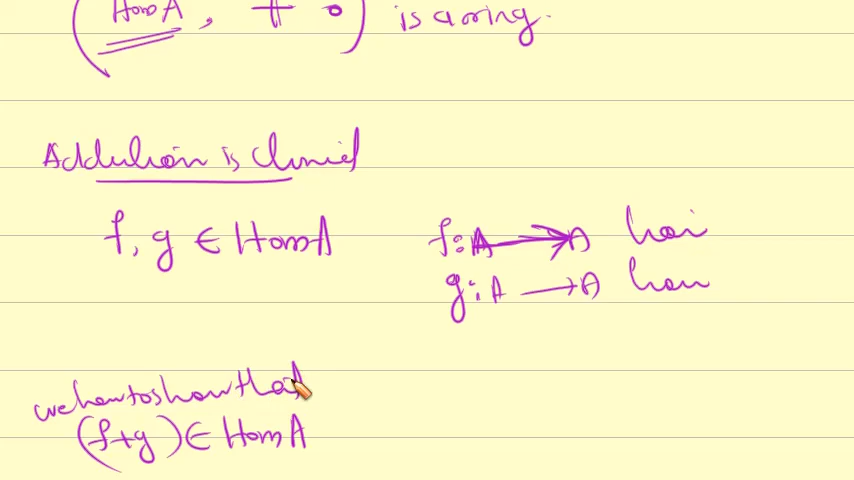 (Hom A, + •) is a ring.
Addition is closed
f, g ∈ Hom A f: A → A hom
g: A → A hom
we have to show that
(f+g) ∈ Hom A